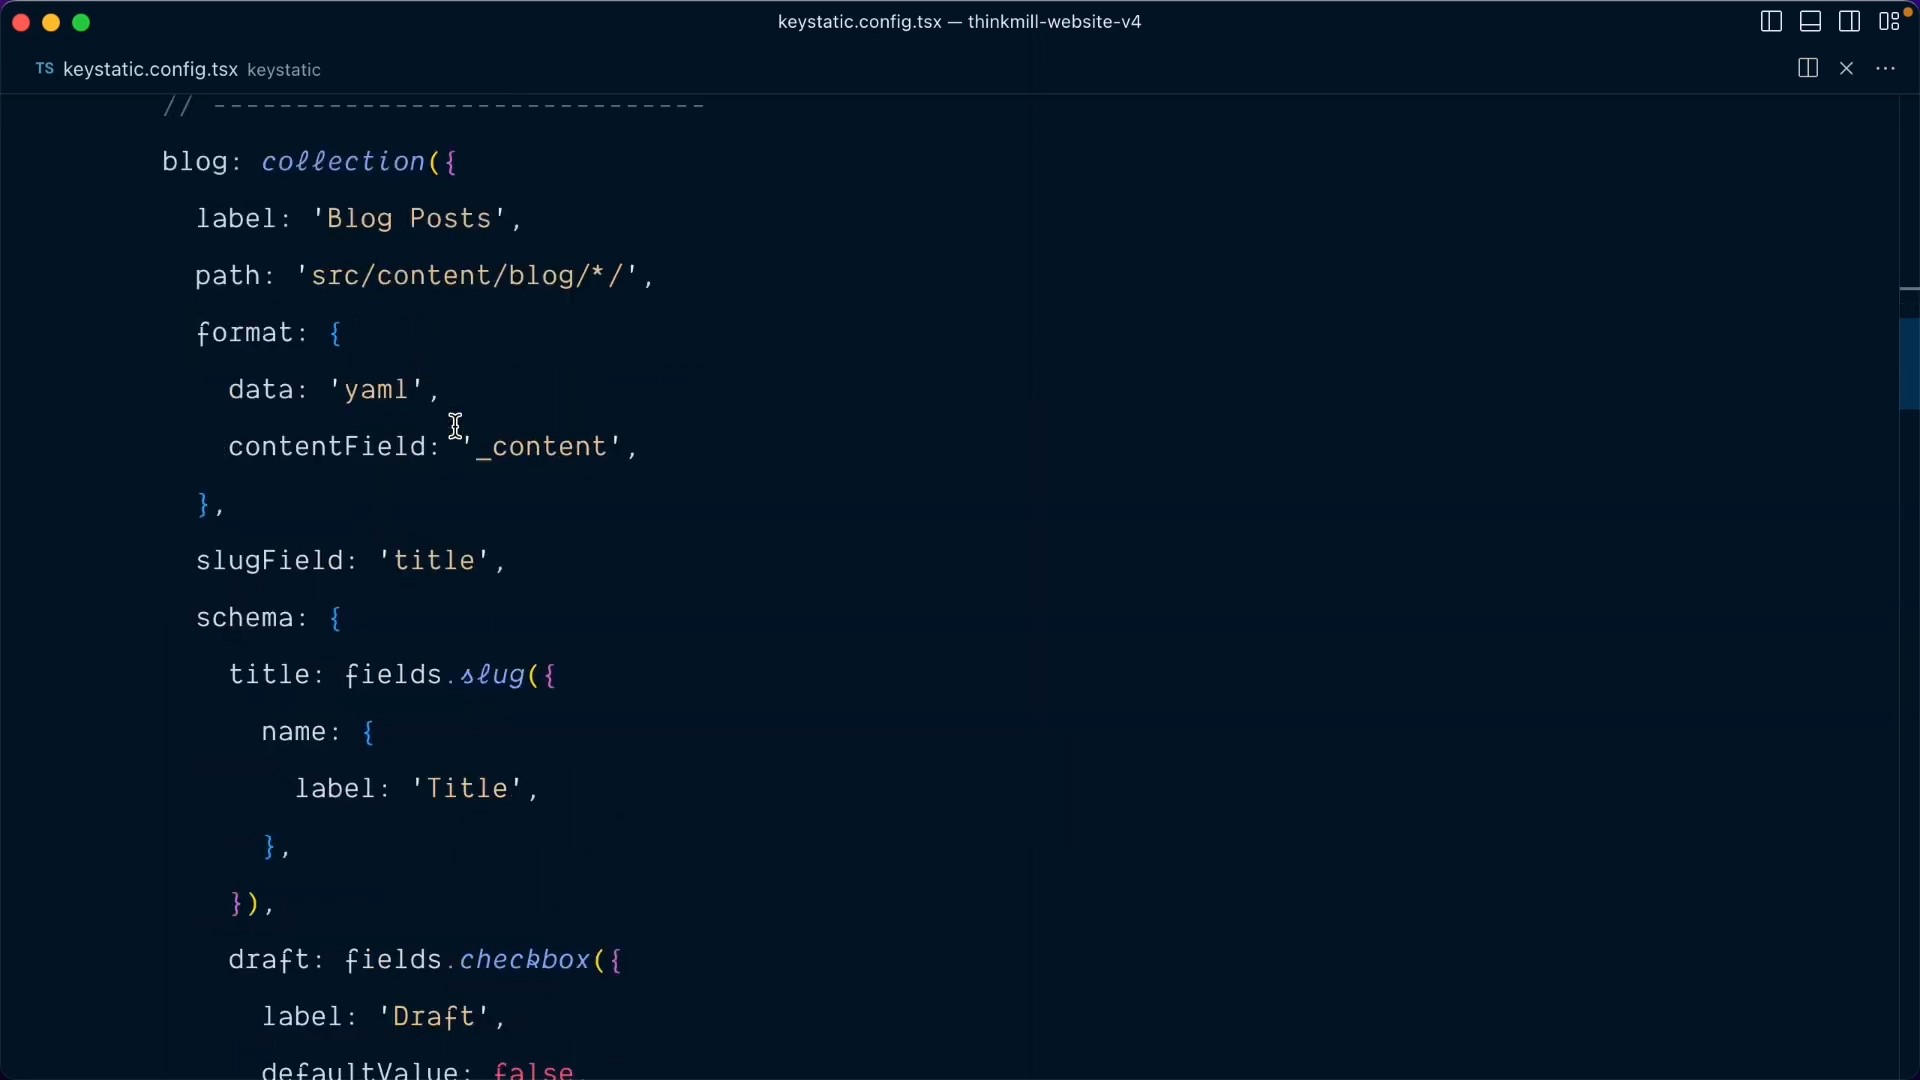 keystatic.config.tsx — thinkmill-website-v4
TS keystatic.config.tsx keystatic
// ------------------------------
blog: collection({
label: 'Blog Posts',
path: 'src/content/blog/*/',
format: {
data: 'yaml',
contentField: '_content',
},
slugField: 'title',
schema: {
title: fields.slug({
name: {
label: 'Title',
},
}),
draft: fields.checkbox({
label: 'Draft',
defaultValue: false,